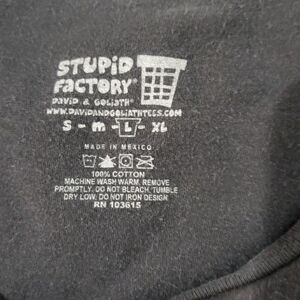 STUPiD
FACTORY®
DAViD & GOLiATH®
WWW.DAViDANDGOLiATHTEES.COM
S - m - L - XL
MADE IN MEXICO
100% COTTON
MACHINE WASH WARM, REMOVE
PROMPTLY. DO NOT BLEACH, TUMBLE
DRY LOW. DO NOT IRON DESIGN
RN 103615